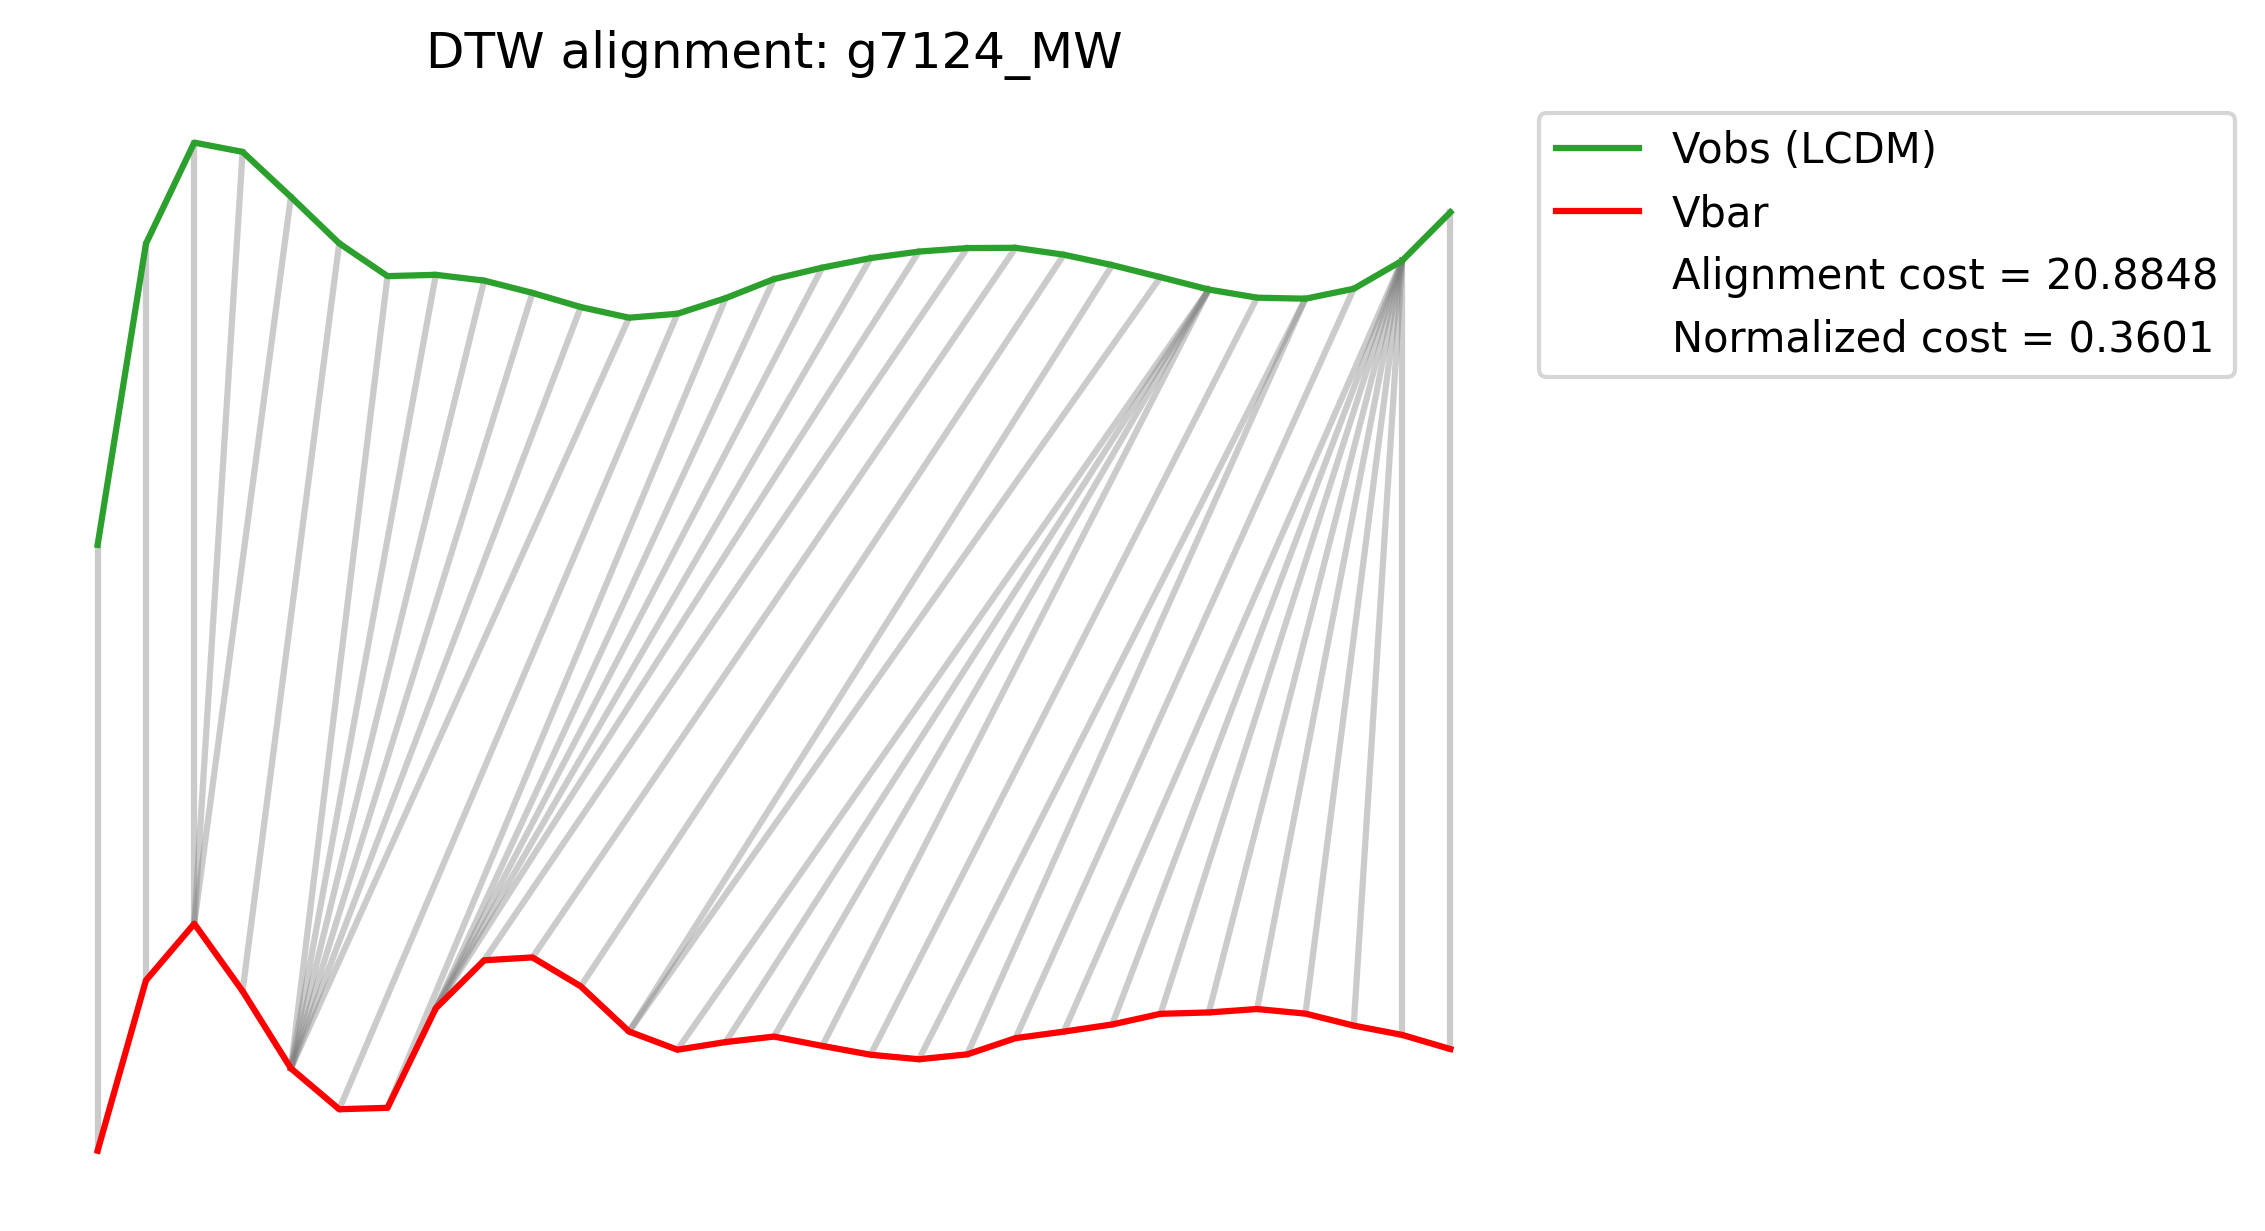 DTW alignment: g7124_MW
Vobs (LCDM)
Vbar
Alignment cost = 20.8848
Normalized cost = 0.3601